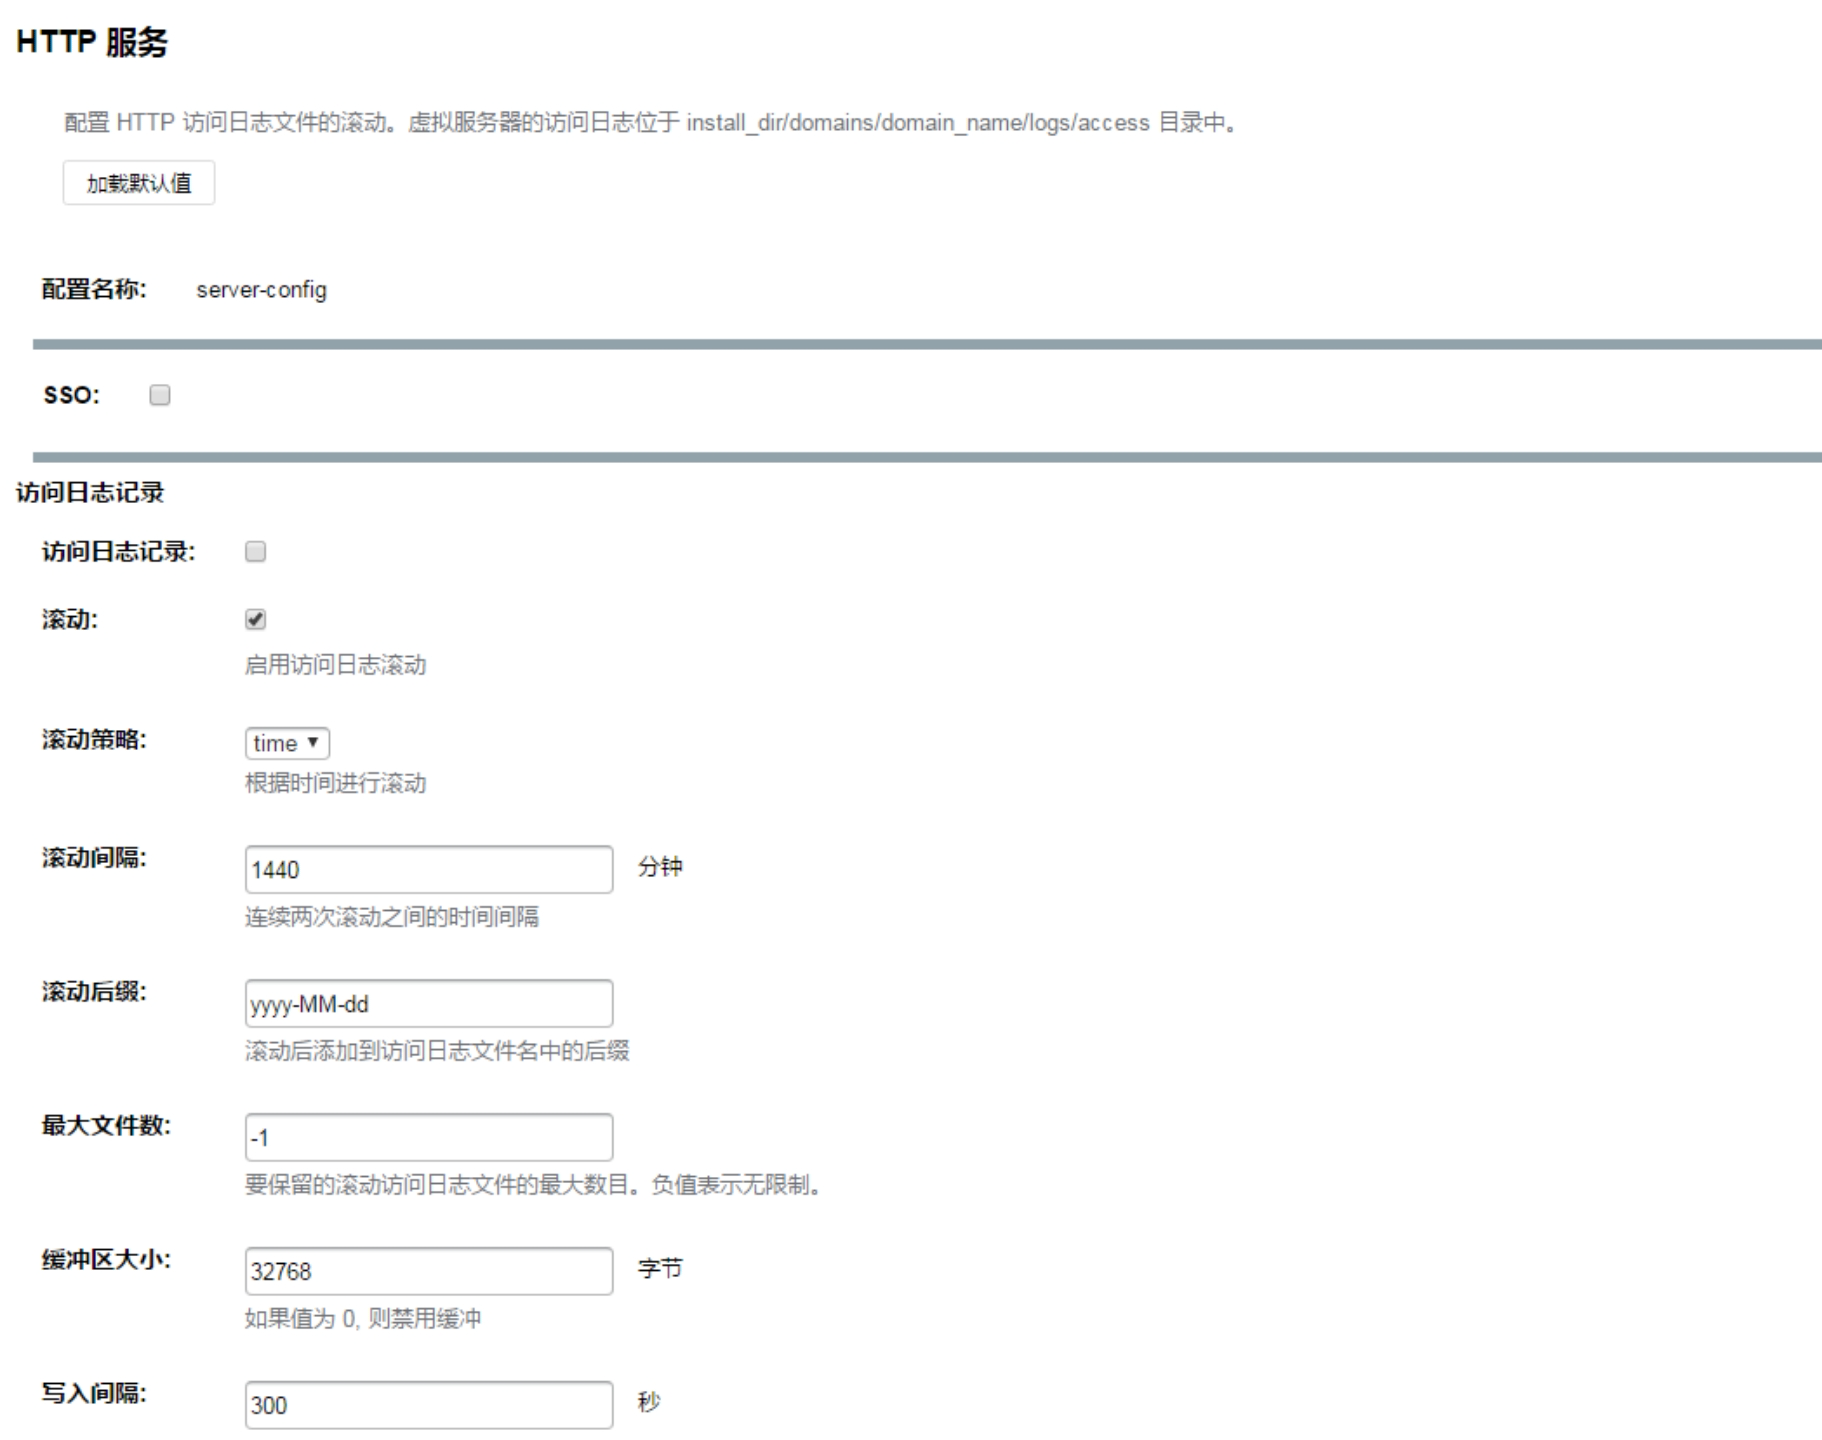 HTTP 服务
配置 HTTP 访问日志文件的滚动。虚拟服务器的访问日志位于 install_dir/domains/domain_name/logs/access 目录中。
加载默认值
配置名称: server-config
SSO:
访问日志记录
访问日志记录:
滚动:
启用访问日志滚动
滚动策略: time
根据时间进行滚动
滚动间隔: 1440 分钟
连续两次滚动之间的时间间隔
滚动后缀: yyyy-MM-dd
滚动后添加到访问日志文件名中的后缀
最大文件数: -1
要保留的滚动访问日志文件的最大数目。负值表示无限制。
缓冲区大小: 32768 字节
如果值为 0, 则禁用缓冲
写入间隔: 300 秒